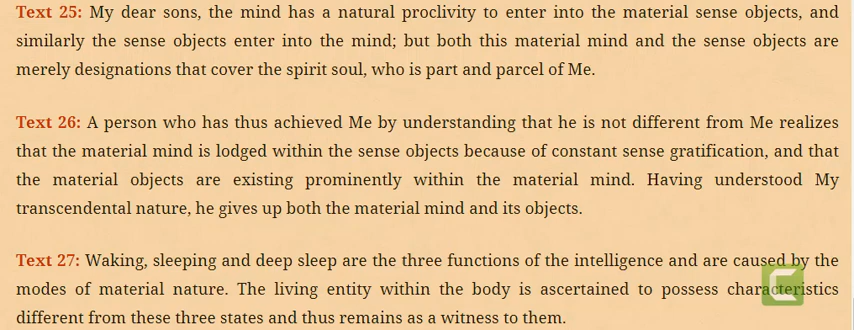 Text 25: My dear sons, the mind has a natural proclivity to enter into the material sense objects, and
similarly the sense objects enter into the mind; but both this material mind and the sense objects are
merely designations that cover the spirit soul, who is part and parcel of Me.
Text 26: A person who has thus achieved Me by understanding that he is not different from Me realizes
that the material mind is lodged within the sense objects because of constant sense gratification, and that
the material objects are existing prominently within the material mind. Having understood My
transcendental nature, he gives up both the material mind and its objects.
Text 27: Waking, sleeping and deep sleep are the three functions of the intelligence and are caused by the
modes of material nature. The living entity within the body is ascertained to possess characteristics
different from these three states and thus remains as a witness to them.